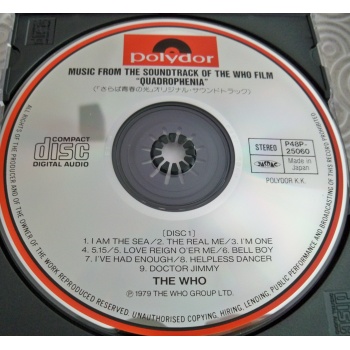 polydor
MUSIC FROM THE SOUNDTRACK OF THE WHO FILM
"QUADROPHENIA"
(「さらば青春の光」オリジナル・サウンド・トラック)
COMPACT
disc
DIGITAL AUDIO
STEREO
P48P-
25060
Made in
Japan
POLYDOR K.K.
[DISC 1]
1. I AM THE SEA/2. THE REAL ME/3. I'M ONE
4. 5.15/5. LOVE REIGN O'ER ME/6. BELL BOY
7. I'VE HAD ENOUGH/8. HELPLESS DANCER
9. DOCTOR JIMMY
THE WHO
Ⓟ 1979 THE WHO GROUP LTD.
ALL RIGHTS OF THE PRODUCER AND OF THE OWNER OF THE WORK REPRODUCED RESERVED. UNAUTHORISED COPYING, HIRING, LENDING, PUBLIC PERFORMANCE AND BROADCASTING OF THIS RECORD PROHIBITED